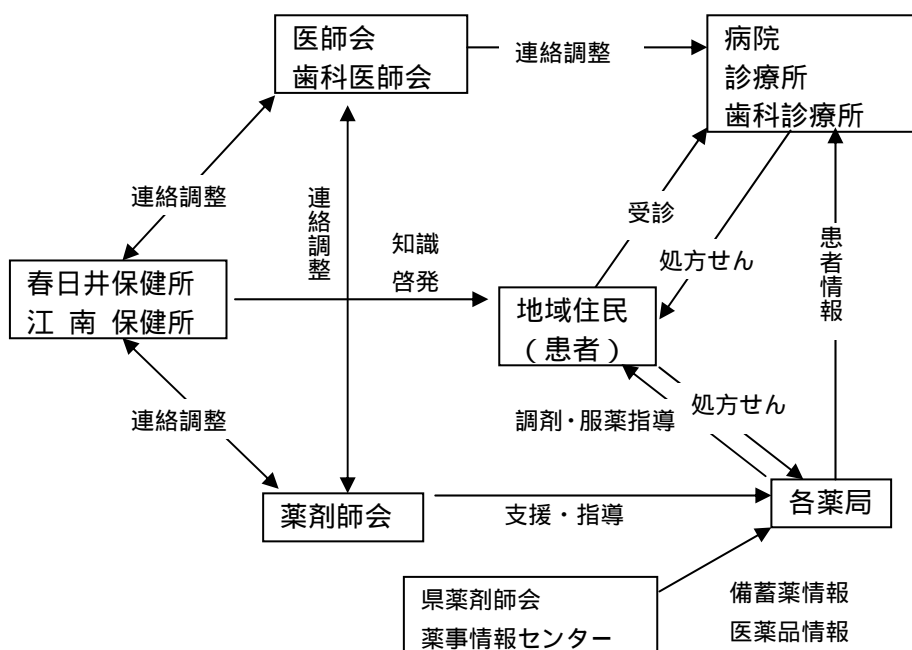 医師会
歯科医師会
連絡調整
病院
診療所
歯科診療所
連絡調整
連絡調整
知識
啓発
受診
処方せん
患者情報
春日井保健所
江 南 保健所
地域住民
（患者）
連絡調整
調剤・服薬指導
処方せん
薬剤師会
支援・指導
各薬局
県薬剤師会
薬事情報センター
備蓄薬情報
医薬品情報